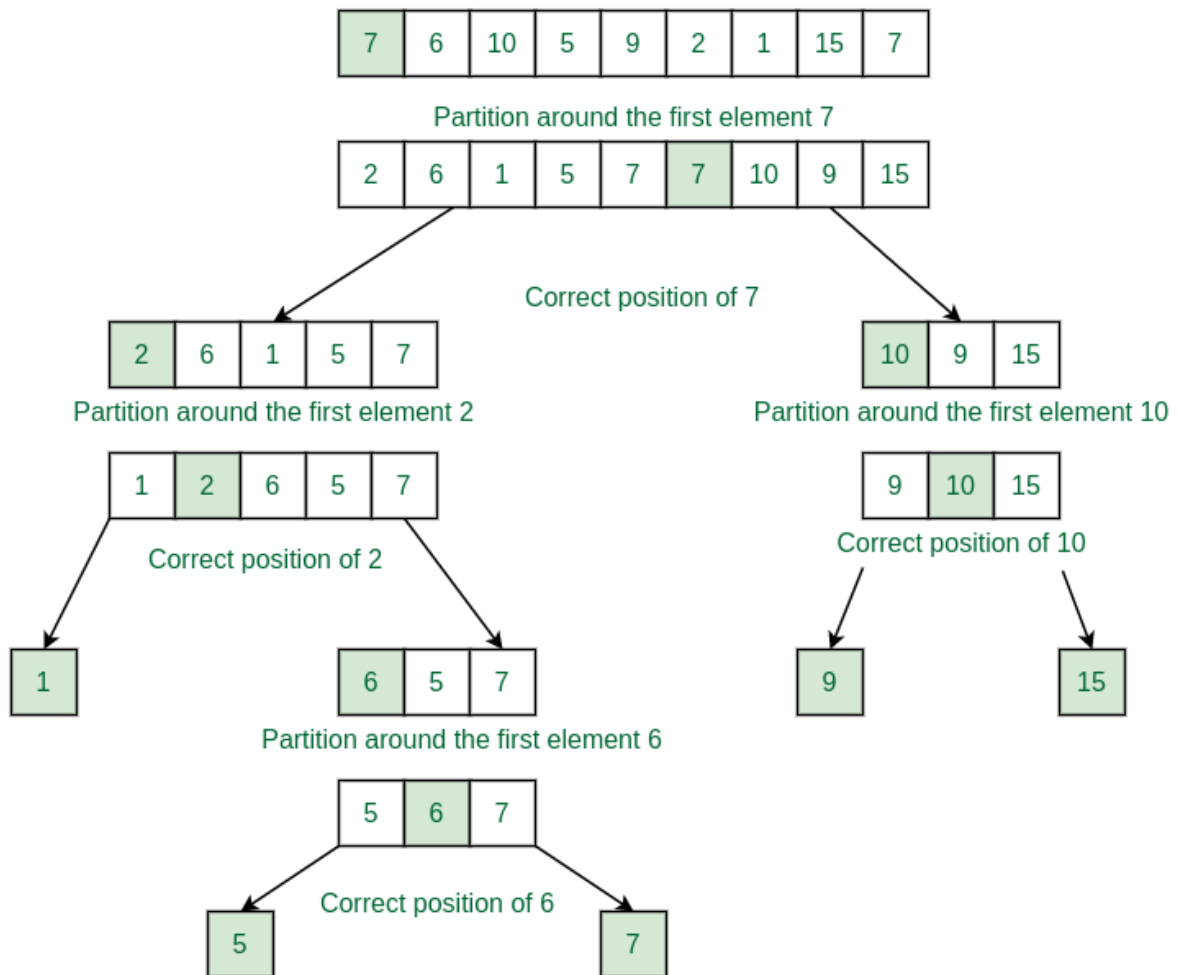 7 6 10 5 9 2 1 15 7
Partition around the first element 7
2 6 1 5 7 7 10 9 15
Correct position of 7
2 6 1 5 7
10 9 15
Partition around the first element 2
Partition around the first element 10
1 2 6 5 7
9 10 15
Correct position of 2
Correct position of 10
1
6 5 7
9
15
Partition around the first element 6
5 6 7
Correct position of 6
5
7